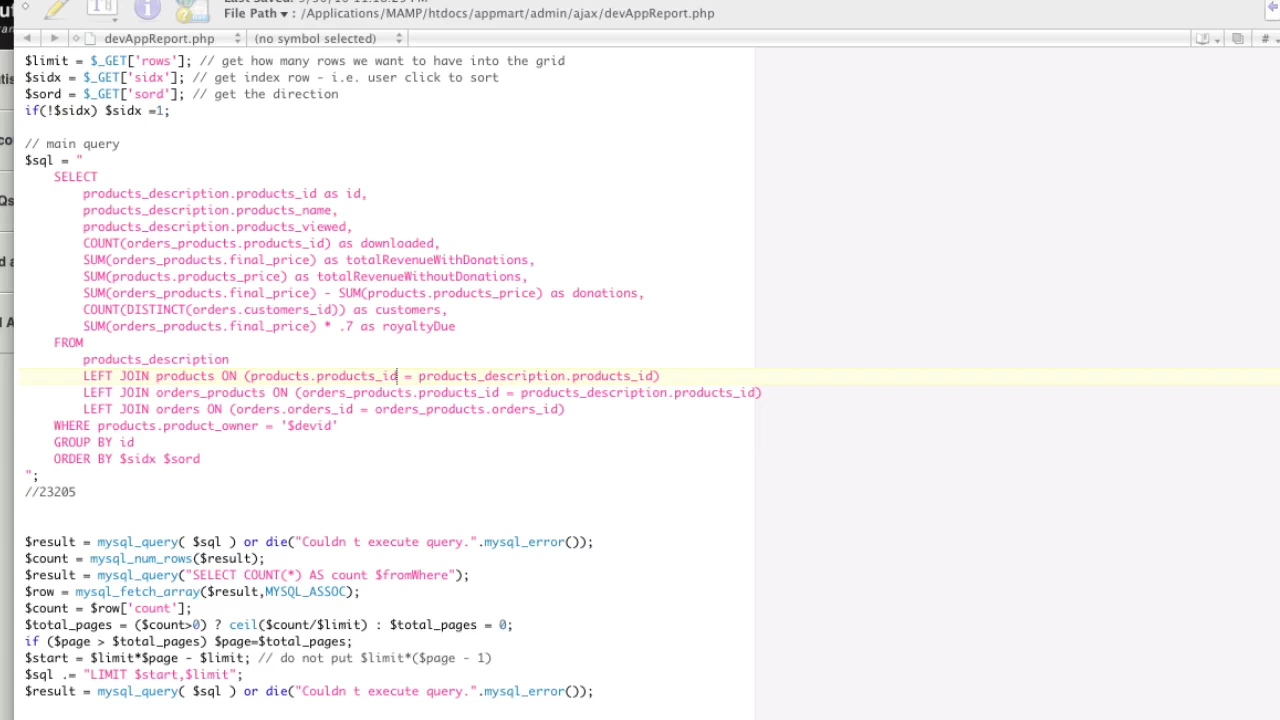 File Path ▾ : /Applications/MAMP/htdocs/appmart/admin/ajax/devAppReport.php
devAppReport.php (no symbol selected) #
$limit = $_GET['rows']; // get how many rows we want to have into the grid
$sidx = $_GET['sidx']; // get index row - i.e. user click to sort
$sord = $_GET['sord']; // get the direction
if(!$sidx) $sidx =1;
// main query
$sql = "
SELECT
products_description.products_id as id,
products_description.products_name,
products_description.products_viewed,
COUNT(orders_products.products_id) as downloaded,
SUM(orders_products.final_price) as totalRevenueWithDonations,
SUM(products.products_price) as totalRevenueWithoutDonations,
SUM(orders_products.final_price) - SUM(products.products_price) as donations,
COUNT(DISTINCT(orders.customers_id)) as customers,
SUM(orders_products.final_price) * .7 as royaltyDue
FROM
products_description
LEFT JOIN products ON (products.products_id = products_description.products_id)
LEFT JOIN orders_products ON (orders_products.products_id = products_description.products_id)
LEFT JOIN orders ON (orders.orders_id = orders_products.orders_id)
WHERE products.product_owner = '$devid'
GROUP BY id
ORDER BY $sidx $sord
";
//23205
$result = mysql_query( $sql ) or die("Couldn t execute query.".mysql_error());
$count = mysql_num_rows($result);
$result = mysql_query("SELECT COUNT(*) AS count $fromWhere");
$row = mysql_fetch_array($result,MYSQL_ASSOC);
$count = $row['count'];
$total_pages = ($count>0) ? ceil($count/$limit) : $total_pages = 0;
if ($page > $total_pages) $page=$total_pages;
$start = $limit*$page - $limit; // do not put $limit*($page - 1)
$sql .= "LIMIT $start,$limit";
$result = mysql_query( $sql ) or die("Couldn t execute query.".mysql_error());